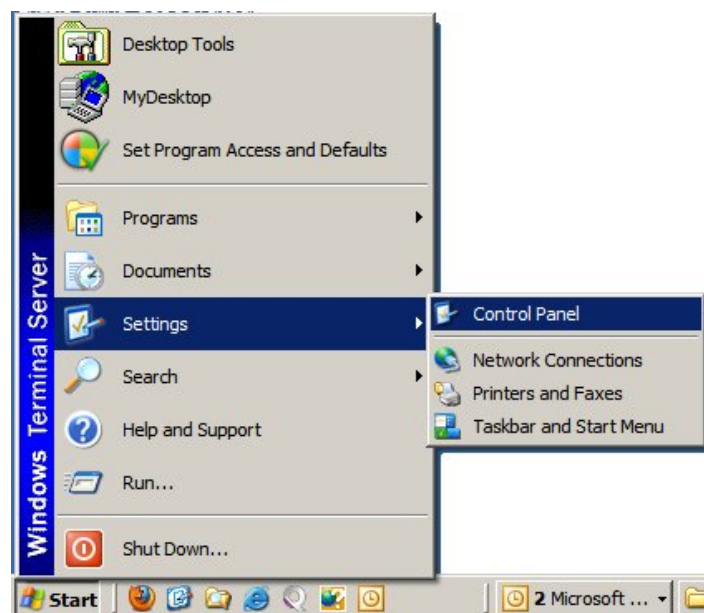 Desktop Tools
MyDesktop
Set Program Access and Defaults
Programs
Documents
Settings
Search
Help and Support
Run...
Shut Down...
Windows Terminal Server
Control Panel
Network Connections
Printers and Faxes
Taskbar and Start Menu
Start
2 Microsoft ...